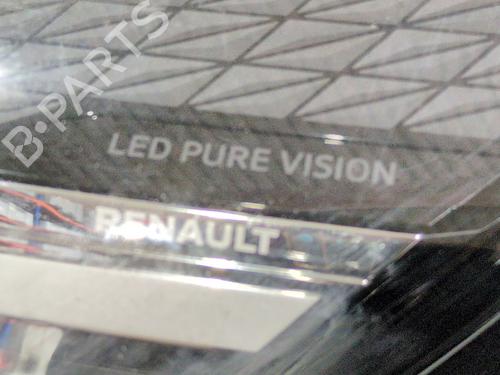 B-PARTS
LED PURE VISION
RENAULT